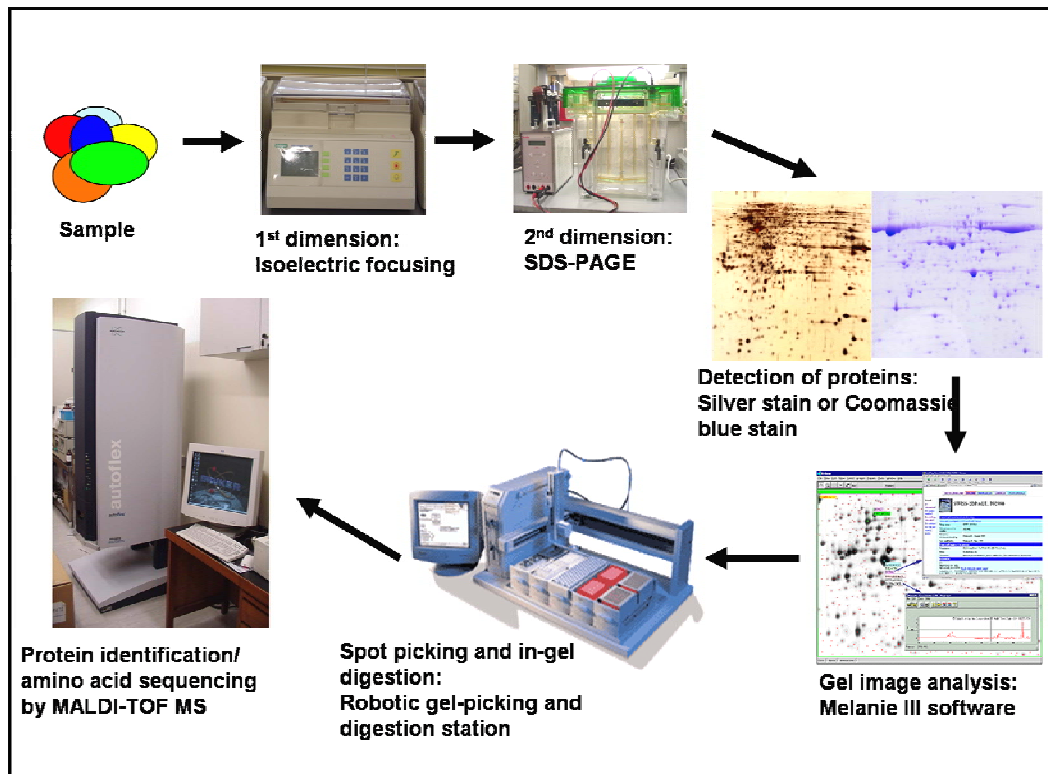 Sample
1st dimension:
Isoelectric focusing
2nd dimension:
SDS-PAGE
Detection of proteins:
Silver stain or Coomassie
blue stain
Gel image analysis:
Melanie III software
Spot picking and in-gel
digestion:
Robotic gel-picking and
digestion station
autoflex
Protein identification/
amino acid sequencing
by MALDI-TOF MS